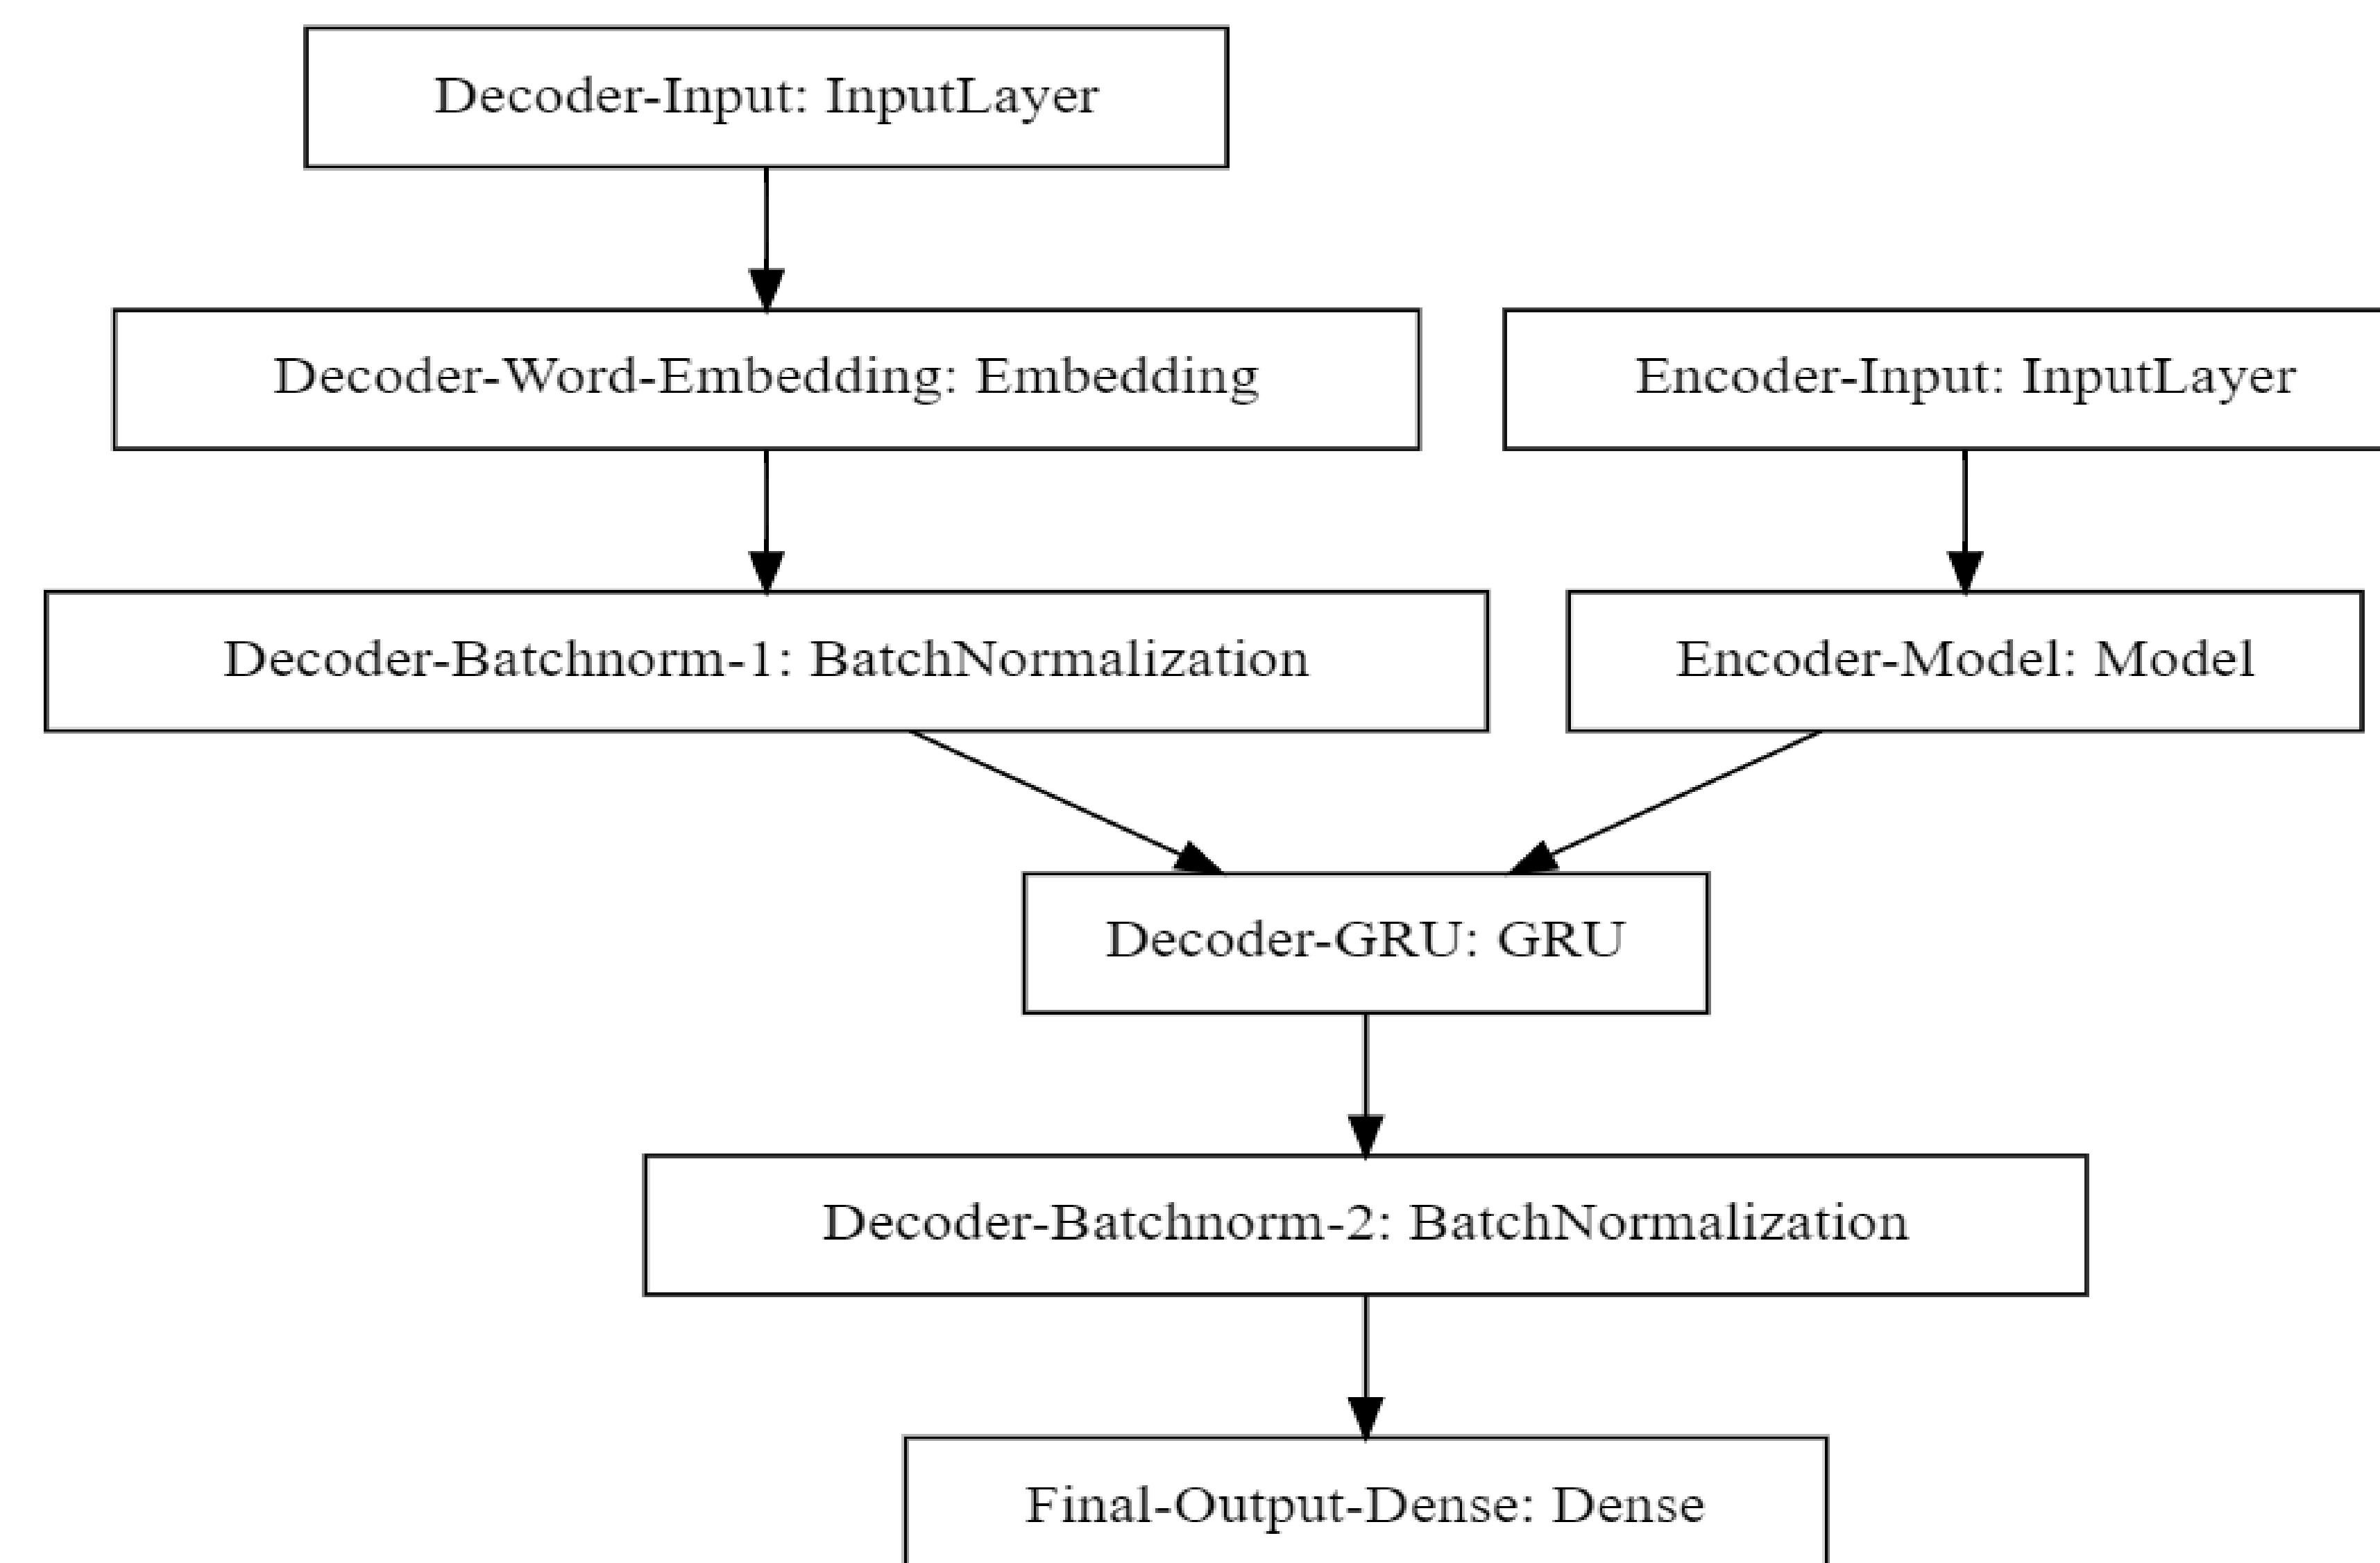 Decoder-Input: InputLayer
Decoder-Word-Embedding: Embedding
Encoder-Input: InputLayer
Decoder-Batchnorm-1: BatchNormalization
Encoder-Model: Model
Decoder-GRU: GRU
Decoder-Batchnorm-2: BatchNormalization
Final-Output-Dense: Dense